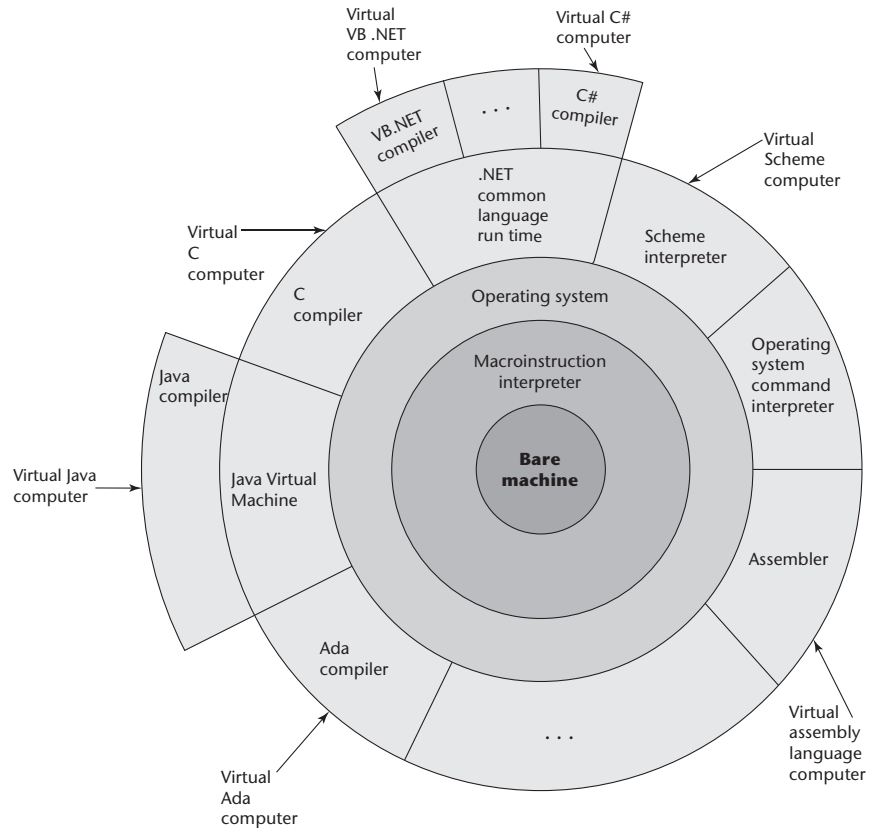 Virtual
VB .NET
computer
Virtual C#
computer
VB.NET
compiler
. . .
C#
compiler
Virtual
Scheme
computer
.NET
common
language
run time
Virtual
C
computer
Scheme
interpreter
C
compiler
Operating system
Operating
system
command
interpreter
Macroinstruction
interpreter
Java
compiler
Bare
machine
Virtual Java
computer
Java Virtual
Machine
Assembler
Ada
compiler
. . .
Virtual
assembly
language
computer
Virtual
Ada
computer